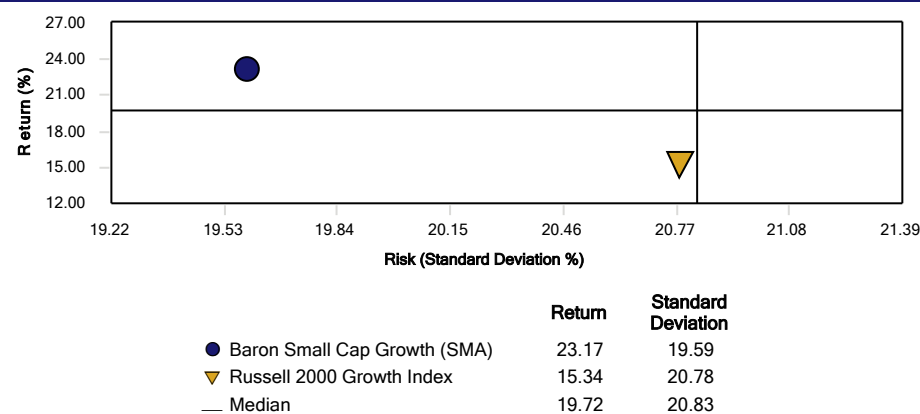 27.00
24.00
21.00
18.00
15.00
12.00
Return (%)
19.22 19.53 19.84 20.15 20.46 20.77 21.08 21.39
Risk (Standard Deviation %)
Return Standard Deviation
Baron Small Cap Growth (SMA) 23.17 19.59
Russell 2000 Growth Index 15.34 20.78
Median 19.72 20.83